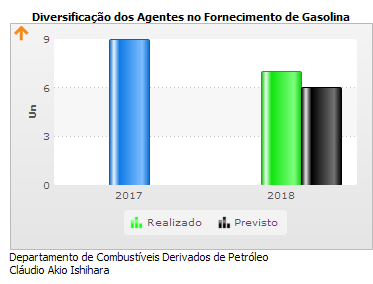 Diversificação dos Agentes no Fornecimento de Gasolina
9
6
3
0
Un
2017
2018
Realizado
Previsto
Departamento de Combustíveis Derivados de Petróleo
Cláudio Akio Ishihara